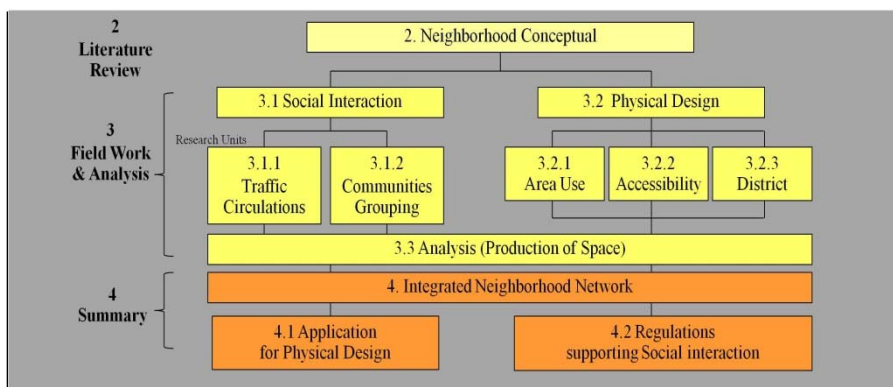 2
Literature
Review
2. Neighborhood Conceptual
3.1 Social Interaction
3.2 Physical Design
3
Field Work
& Analysis
Research Units
3.1.1
Traffic
Circulations
3.1.2
Communities
Grouping
3.2.1
Area Use
3.2.2
Accessibility
3.2.3
District
3.3 Analysis (Production of Space)
4
Summary
4. Integrated Neighborhood Network
4.1 Application
for Physical Design
4.2 Regulations
supporting Social interaction